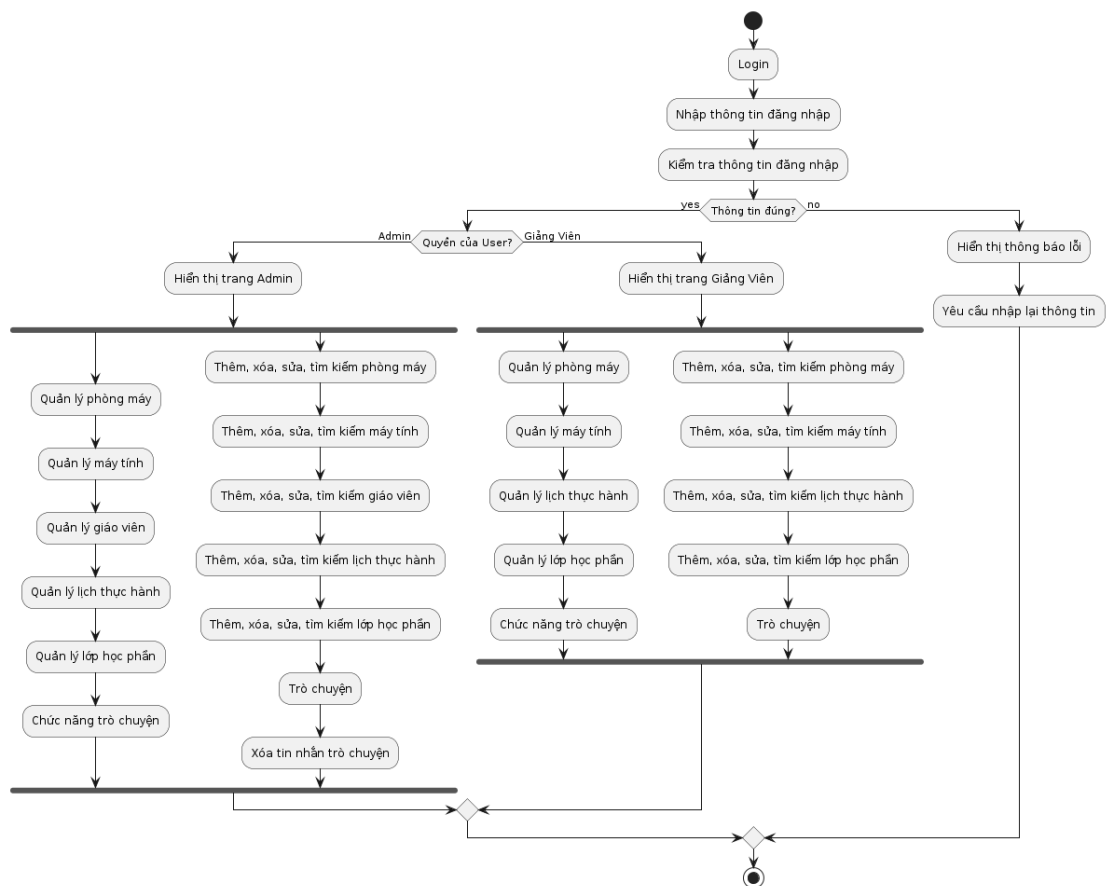 Login
Nhập thông tin đăng nhập
Kiểm tra thông tin đăng nhập
yes
Thông tin đúng?
no
Admin
Quyền của User?
Giảng Viên
Hiển thị trang Admin
Quản lý phòng máy
Quản lý máy tính
Quản lý giáo viên
Quản lý lịch thực hành
Quản lý lớp học phần
Chức năng trò chuyện
Thêm, xóa, sửa, tìm kiếm phòng máy
Thêm, xóa, sửa, tìm kiếm máy tính
Thêm, xóa, sửa, tìm kiếm giáo viên
Thêm, xóa, sửa, tìm kiếm lịch thực hành
Thêm, xóa, sửa, tìm kiếm lớp học phần
Trò chuyện
Xóa tin nhắn trò chuyện
Hiển thị trang Giảng Viên
Quản lý phòng máy
Quản lý máy tính
Quản lý lịch thực hành
Quản lý lớp học phần
Chức năng trò chuyện
Thêm, xóa, sửa, tìm kiếm phòng máy
Thêm, xóa, sửa, tìm kiếm máy tính
Thêm, xóa, sửa, tìm kiếm lịch thực hành
Thêm, xóa, sửa, tìm kiếm lớp học phần
Trò chuyện
Hiển thị thông báo lỗi
Yêu cầu nhập lại thông tin